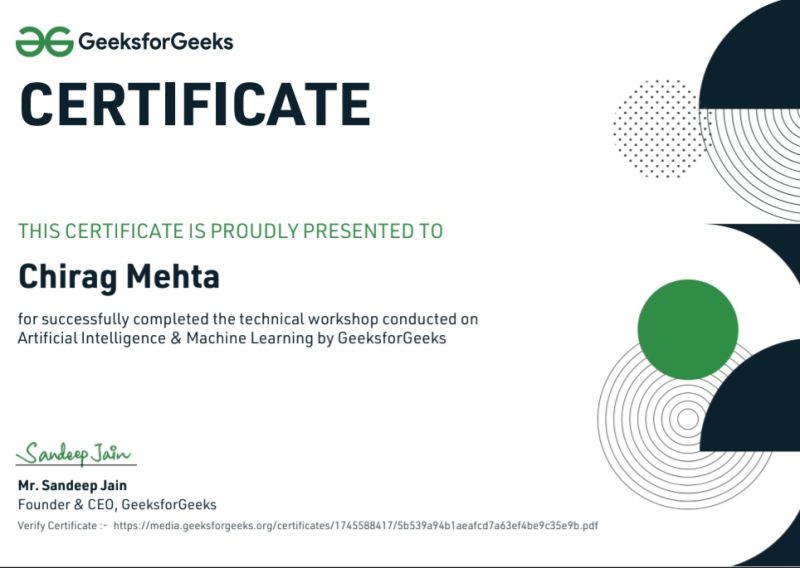 GeeksforGeeks
CERTIFICATE
THIS CERTIFICATE IS PROUDLY PRESENTED TO
Chirag Mehta
for successfully completed the technical workshop conducted on
Artificial Intelligence & Machine Learning by GeeksforGeeks
Sandeep Jain
Mr. Sandeep Jain
Founder & CEO, GeeksforGeeks
Verify Certificate :- https://media.geeksforgeeks.org/certificates/1745588417/5b539a94b1aeafcd7a63ef4be9c35e9b.pdf